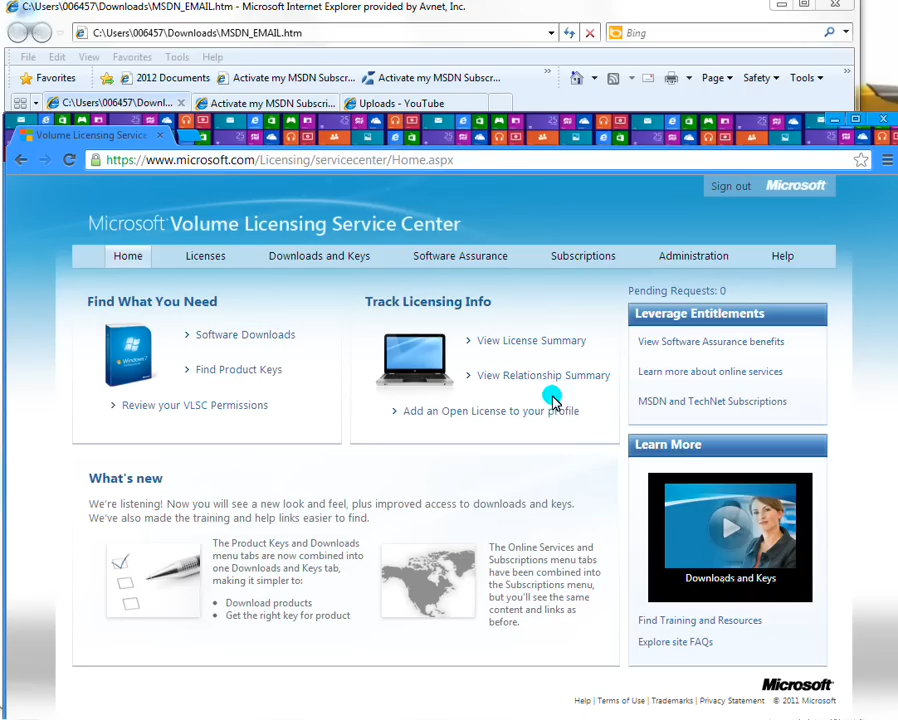 C:\Users\006457\Downloads\MSDN_EMAIL.htm - Microsoft Internet Explorer provided by Avnet, Inc.
C:\Users\006457\Downloads\MSDN_EMAIL.htm
Bing
File Edit View Favorites Tools Help
Favorites 2012 Documents Activate my MSDN Subscr... Activate my MSDN Subscr... Page Safety Tools
C:\Users\006457\Downl... Activate my MSDN Subscri... Uploads - YouTube
Volume Licensing Service
https://www.microsoft.com/Licensing/servicecenter/Home.aspx
Sign out Microsoft
Microsoft Volume Licensing Service Center
Home Licenses Downloads and Keys Software Assurance Subscriptions Administration Help
Find What You Need
Software Downloads
Find Product Keys
Review your VLSC Permissions
Track Licensing Info
View License Summary
View Relationship Summary
Add an Open License to your profile
Pending Requests: 0
Leverage Entitlements
View Software Assurance benefits
Learn more about online services
MSDN and TechNet Subscriptions
Learn More
Downloads and Keys
Find Training and Resources
Explore site FAQs
What's new
We're listening! Now you will see a new look and feel, plus improved access to downloads and keys.
We've also made the training and help links easier to find.
The Product Keys and Downloads
menu tabs are now combined into
one Downloads and Keys tab,
making it simpler to:
Download products
Get the right key for product
The Online Services and
Subscriptions menu tabs
have been combined into
the Subscriptions menu,
but you'll see the same
content and links as
before.
Microsoft
Help | Terms of Use | Trademarks | Privacy Statement © 2011 Microsoft